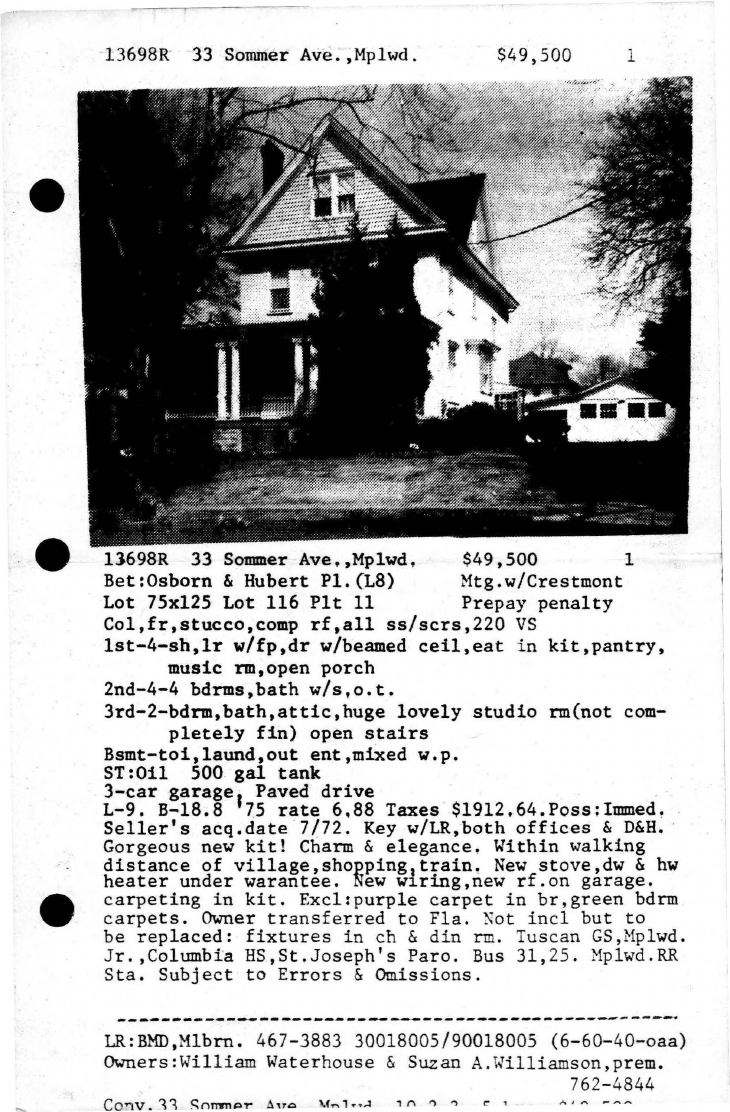 13698R 33 Sommer Ave.,Mplwd. $49,500 1
13698R 33 Sommer Ave.,Mplwd. $49,500 1
Bet:Osborn & Hubert Pl.(L8) Mtg.w/Crestmont
Lot 75x125 Lot 116 Plt 11 Prepay penalty
Col,fr,stucco,comp rf,all ss/scrs,220 VS
1st-4-sh,lr w/fp,dr w/beamed ceil,eat in kit,pantry,
music rm,open porch
2nd-4-4 bdrms,bath w/s,o.t.
3rd-2-bdrm,bath,attic,huge lovely studio rm(not com-
pletely fin) open stairs
Bsmt-toi,laund,out ent,mixed w.p.
ST:Oil 500 gal tank
3-car garage, Paved drive
L-9. B-18.8 '75 rate 6.88 Taxes $1912.64.Poss:Immed.
Seller's acq.date 7/72. Key w/LR,both offices & D&H.
Gorgeous new kit! Charm & elegance. Within walking
distance of village,shopping,train. New stove,dw & hw
heater under warantee. New wiring,new rf.on garage.
carpeting in kit. Excl:purple carpet in br,green bdrm
carpets. Owner transferred to Fla. Not incl but to
be replaced: fixtures in ch & din rm. Tuscan GS,Mplwd.
Jr.,Columbia HS,St.Joseph's Paro. Bus 31,25. Mplwd.RR
Sta. Subject to Errors & Omissions.
LR:BMD,Mlbrn. 467-3883 30018005/90018005 (6-60-40-oaa)
Owners:William Waterhouse & Suzan A.Williamson,prem.
762-4844
Conv.33 Sommer Ave Mplwd